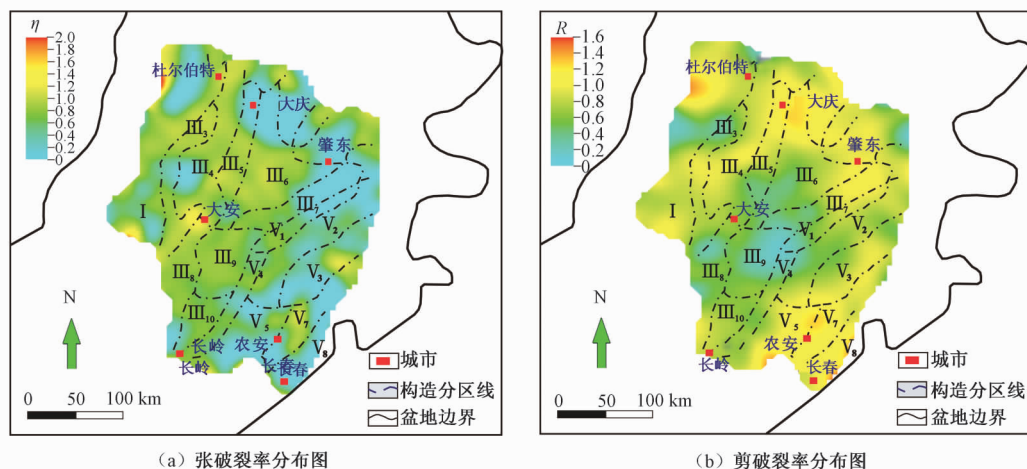 η
2.0
1.8
1.6
1.4
1.2
1.0
0.8
0.6
0.4
0.2
杜尔伯特
大庆
肇东
Ⅲ3
Ⅲ4
Ⅲ5
Ⅲ6
Ⅲ7
Ⅰ
大安
Ⅴ1
Ⅴ2
Ⅲ8
Ⅲ9
Ⅴ4
Ⅴ3
Ⅲ10
Ⅴ5
Ⅴ7
Ⅴ8
长岭
长岭
农安
长春
长春
N
0 50 100 km
城市
构造分区线
盆地边界
(a) 张破裂率分布图
R
1.6
1.4
1.2
1.0
0.8
0.6
0.4
0.2
0
杜尔伯特
大庆
肇东
Ⅲ3
Ⅲ4
Ⅲ5
Ⅲ6
Ⅲ7
Ⅰ
大安
Ⅴ1
Ⅴ2
Ⅲ8
Ⅲ9
Ⅴ4
Ⅴ3
Ⅲ10
Ⅴ5
Ⅴ7
Ⅴ8
长岭
农安
长春
N
0 50 100 km
城市
构造分区线
盆地边界
(b) 剪破裂率分布图